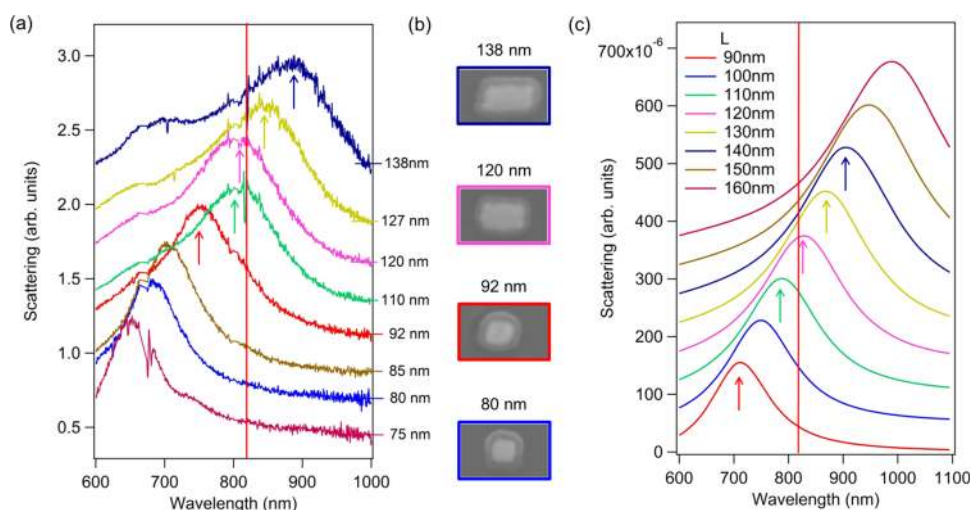 (a)
3.0
2.5
2.0
1.5
1.0
0.5
Scattering (arb. units)
138nm
127 nm
120 nm
110 nm
92 nm
85 nm
80 nm
75 nm
600
700
800
900
1000
Wavelength (nm)
(b)
138 nm
120 nm
92 nm
80 nm
(c)
700x10⁻⁶
600
500
400
300
200
100
0
Scattering (arb. units)
L
90nm
100nm
110nm
120nm
130nm
140nm
150nm
160nm
600
700
800
900
1000
1100
Wavelength (nm)